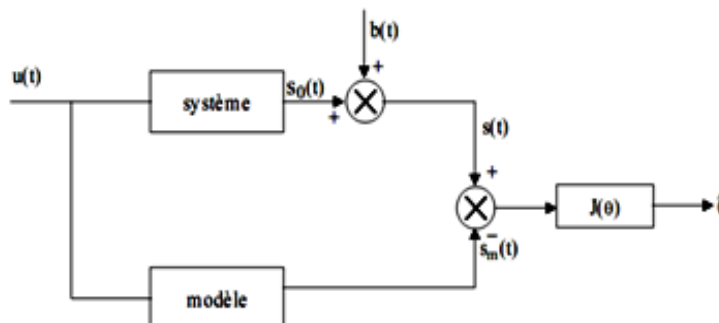 b(t)
+
u(t)
système
s0(t)
+
s(t)
+
J(θ)
−
sm(t)
modèle